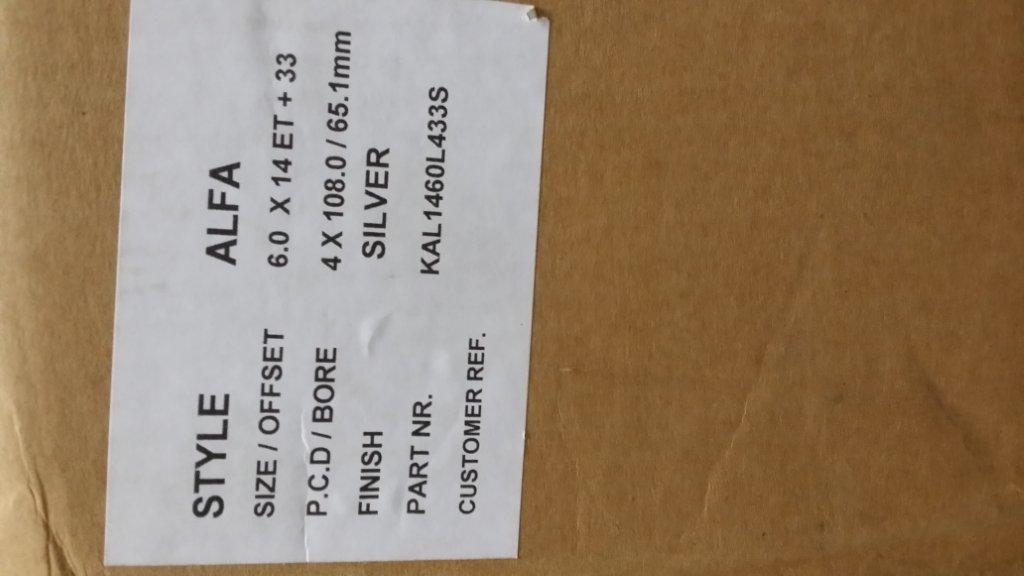 STYLE ALFA
SIZE / OFFSET 6.0 X 14 ET + 33
P.C.D / BORE 4 X 108.0 / 65.1mm
FINISH SILVER
PART NR. KAL1460L433S
CUSTOMER REF.